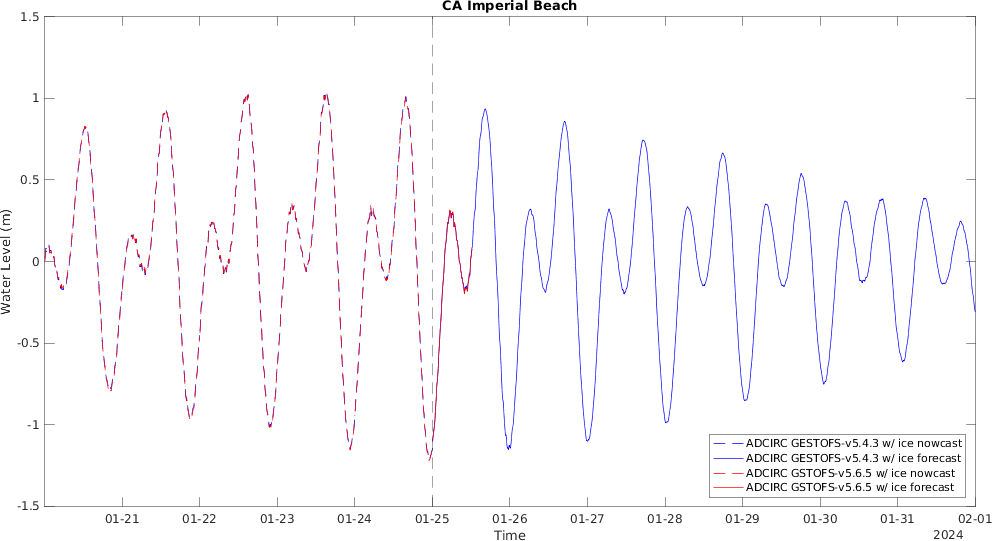 CA Imperial Beach
1.5
1
0.5
0
-0.5
-1
-1.5
Water Level (m)
01-21 01-22 01-23 01-24 01-25 01-26 01-27 01-28 01-29 01-30 01-31 02-01
Time
2024
ADCIRC GESTOFS-v5.4.3 w/ ice nowcast
ADCIRC GESTOFS-v5.4.3 w/ ice forecast
ADCIRC GSTOFS-v5.6.5 w/ ice nowcast
ADCIRC GSTOFS-v5.6.5 w/ ice forecast